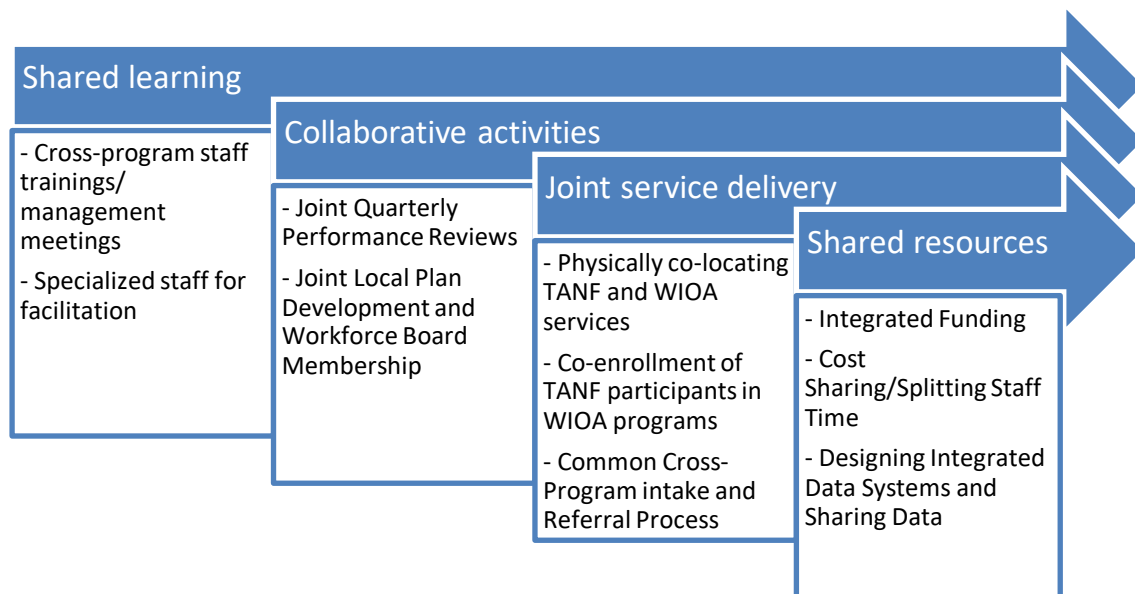 Shared learning
- Cross-program staff
trainings/
management
meetings
- Specialized staff for
facilitation
Collaborative activities
- Joint Quarterly
Performance Reviews
- Joint Local Plan
Development and
Workforce Board
Membership
Joint service delivery
- Physically co-locating
TANF and WIOA
services
- Co-enrollment of
TANF participants in
WIOA programs
- Common Cross-
Program intake and
Referral Process
Shared resources
- Integrated Funding
- Cost
Sharing/Splitting Staff
Time
- Designing Integrated
Data Systems and
Sharing Data